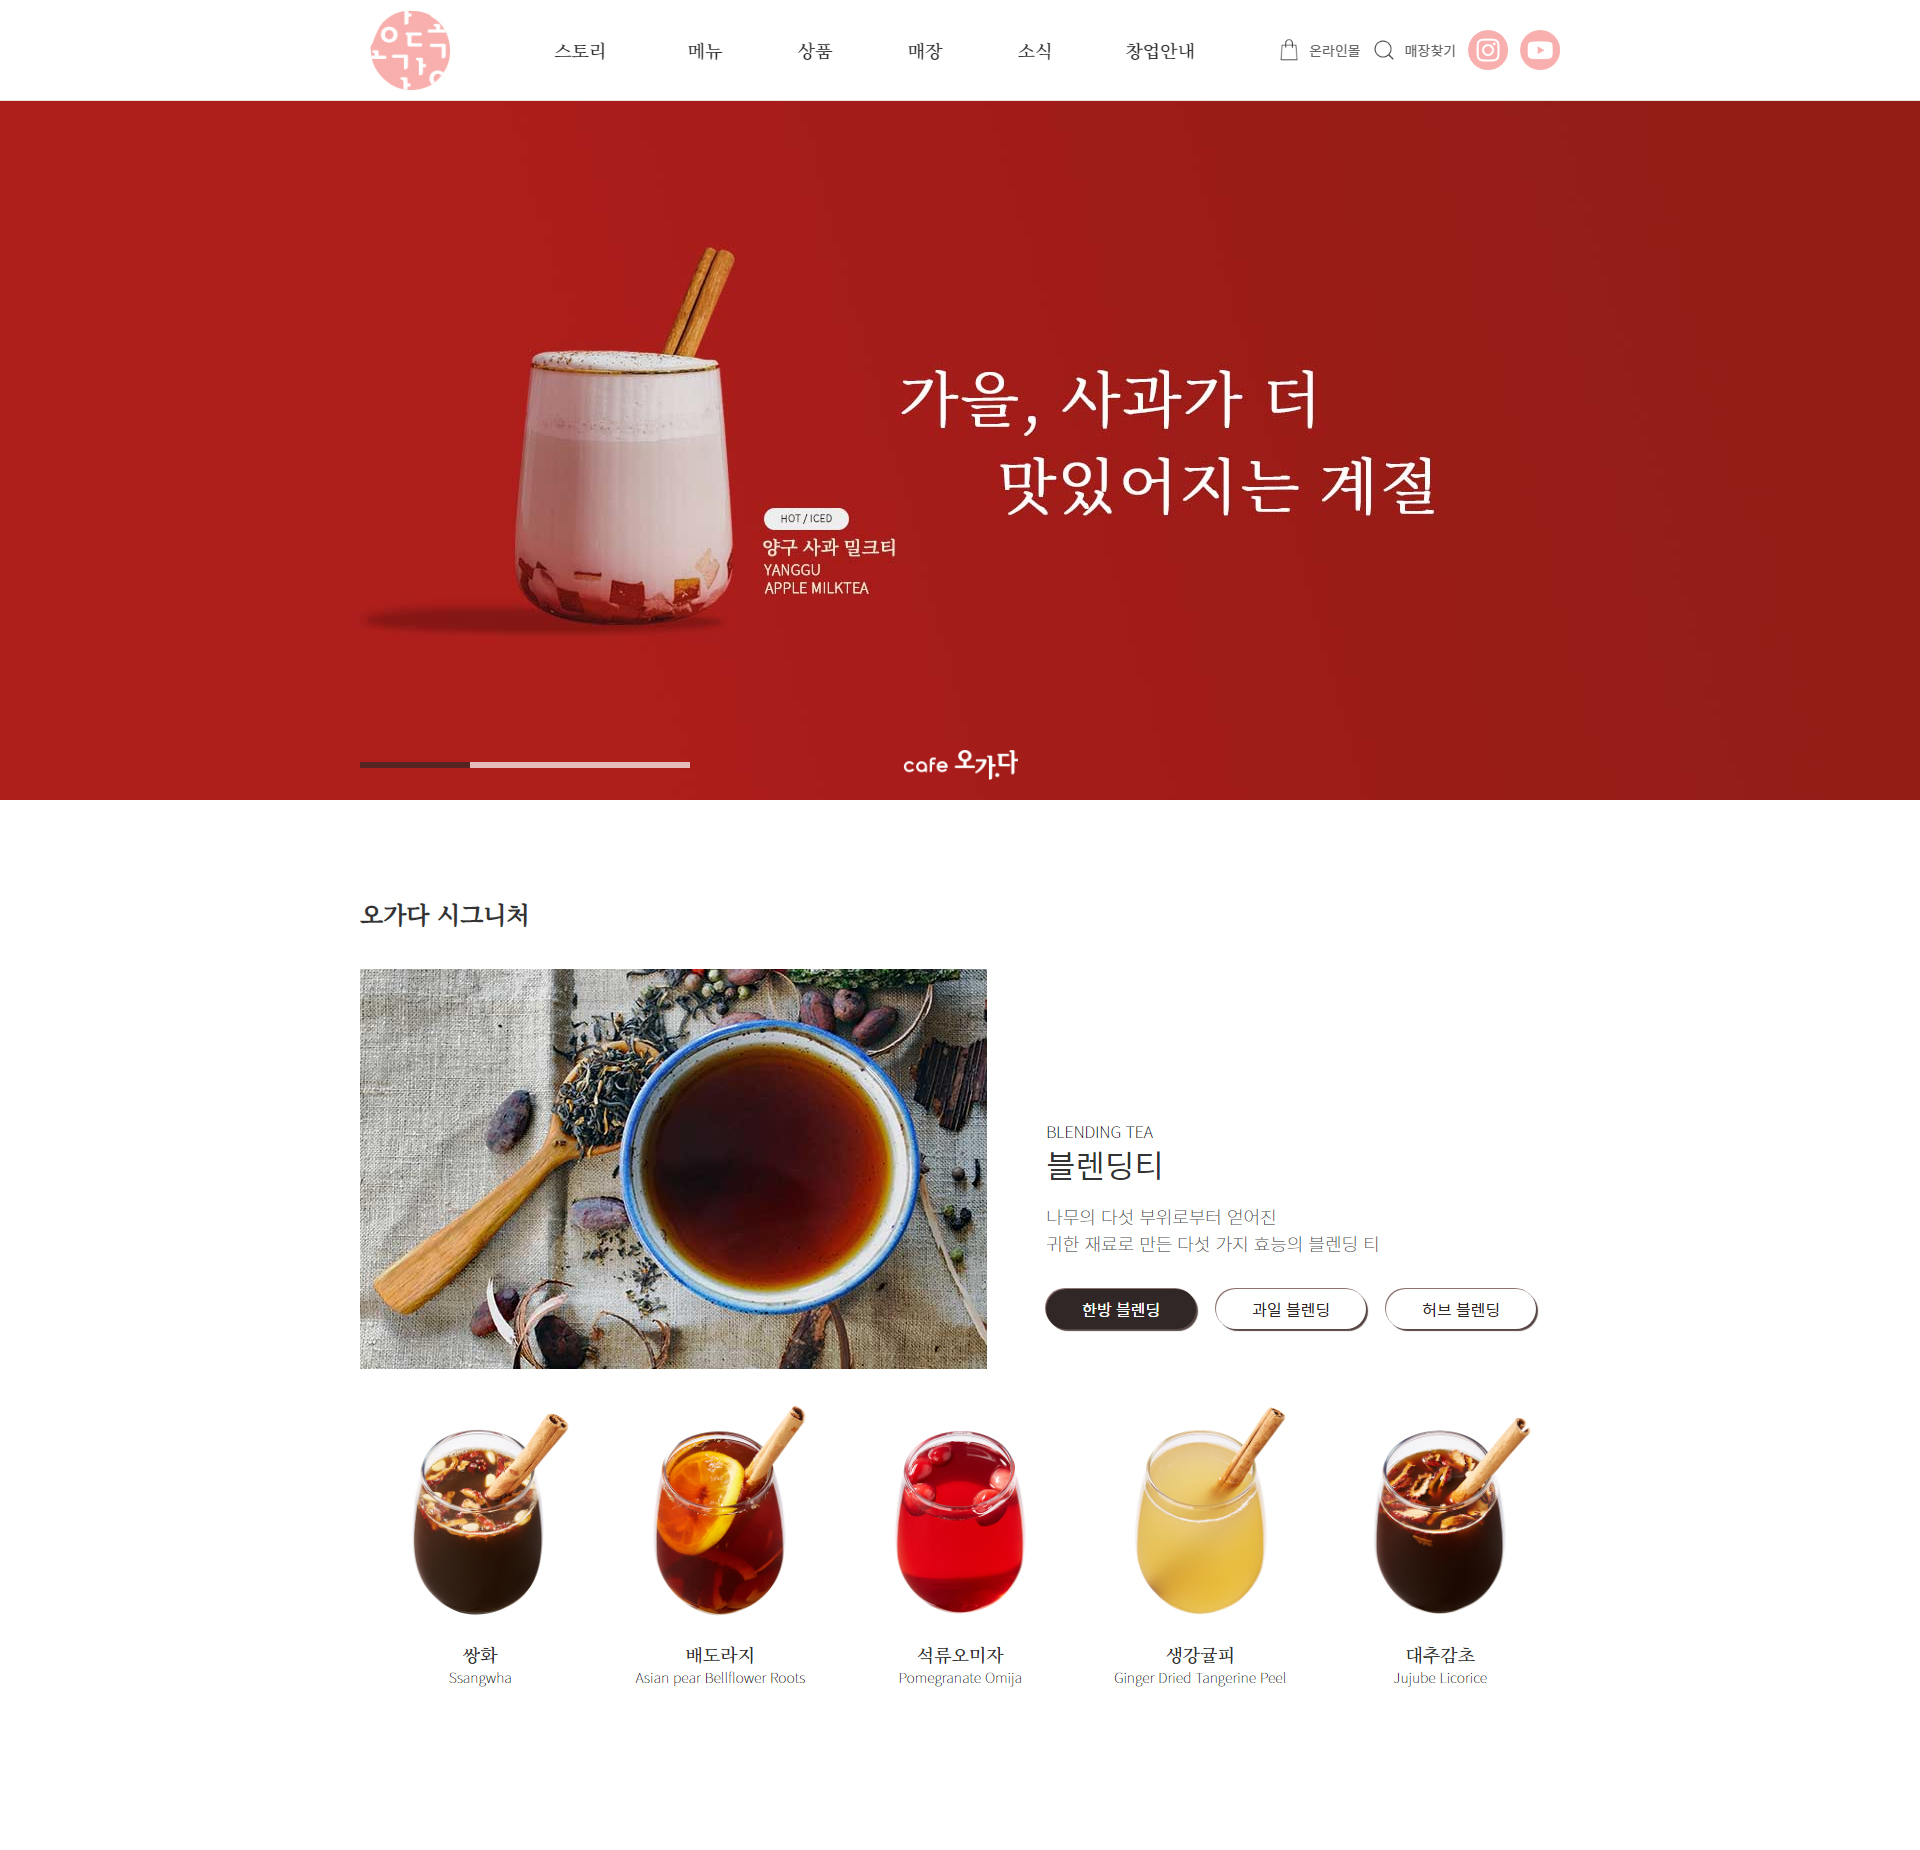 스토리
메뉴
상품
매장
소식
창업안내
온라인몰
매장찾기
가을, 사과가 더
맛있어지는 계절
HOT / ICED
양구 사과 밀크티
YANGGU
APPLE MILKTEA
cafe 오가다
오가다 시그니처
BLENDING TEA
블렌딩티
나무의 다섯 부위로부터 얻어진
귀한 재료로 만든 다섯 가지 효능의 블렌딩 티
한방 블렌딩
과일 블렌딩
허브 블렌딩
쌍화
Ssangwha
배도라지
Asian pear Bellflower Roots
석류오미자
Pomegranate Omija
생강귤피
Ginger Dried Tangerine Peel
대추감초
Jujube Licorice